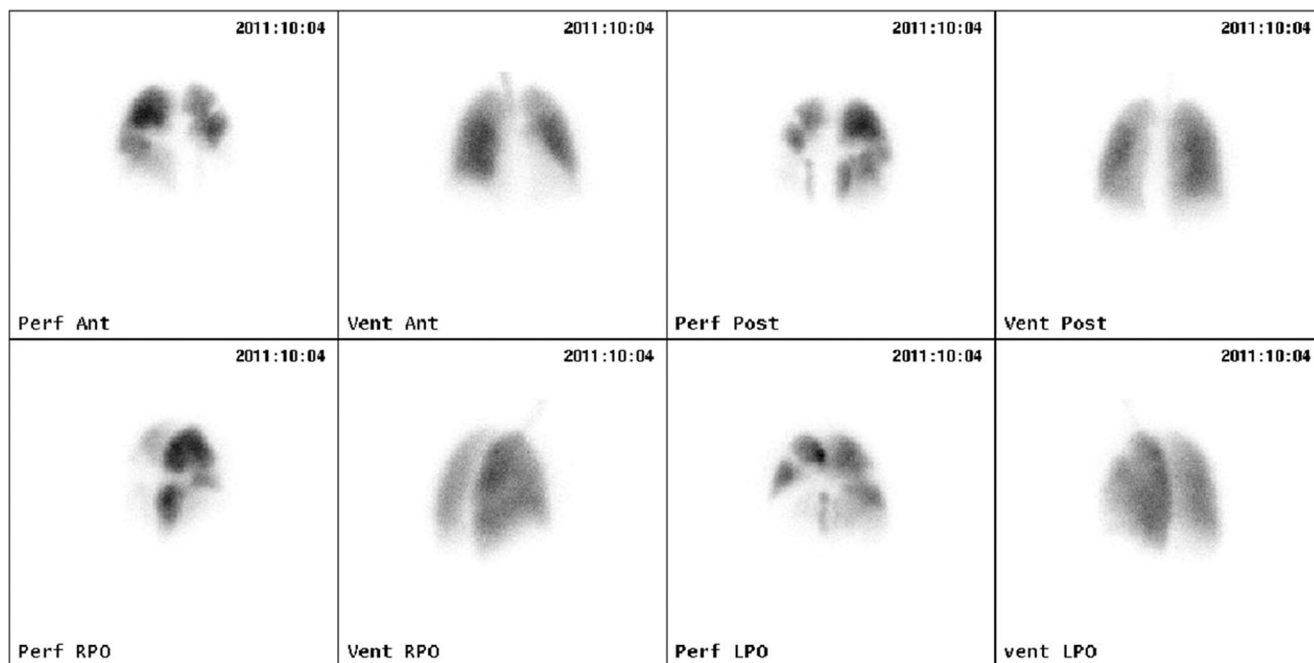 2011:10:04
2011:10:04
2011:10:04
2011:10:04
Perf Ant
Vent Ant
Perf Post
Vent Post
2011:10:04
2011:10:04
2011:10:04
2011:10:04
Perf RPO
Vent RPO
Perf LPO
vent LPO